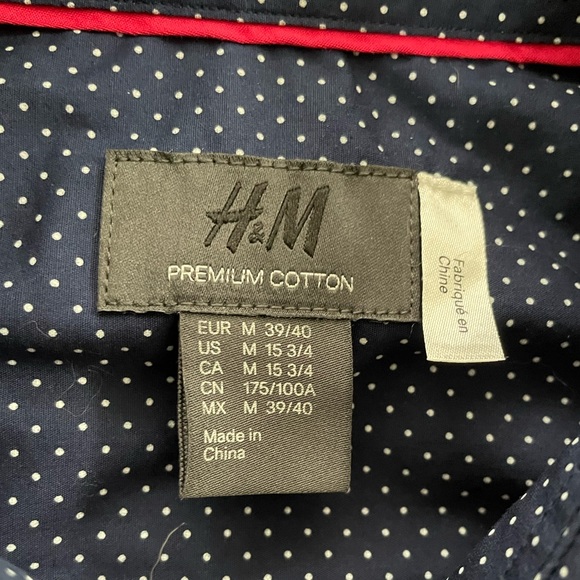 H&M
PREMIUM COTTON
EUR M 39/40
US M 15 3/4
CA M 15 3/4
CN 175/100A
MX M 39/40
Made in
China
Fabriqué en
Chine